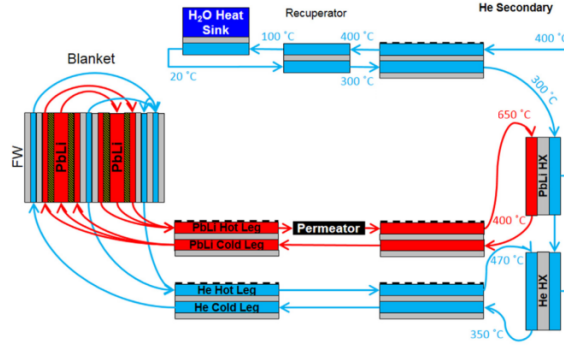 H₂O Heat
Sink
Recuperator
He Secondary
Blanket
100 ˚C
400 ˚C
400 ˚C
20 ˚C
300 ˚C
300 ˚C
650 ˚C
FW
PbLi
PbLi
PbLi HX
PbLi Hot Leg
Permeator
400 ˚C
PbLi Cold Leg
470 ˚C
He Hot Leg
He HX
He Cold Leg
350 ˚C